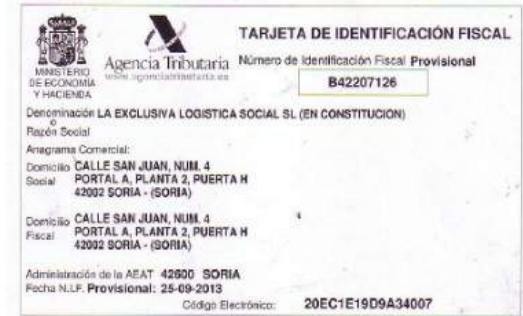 TARJETA DE IDENTIFICACIÓN FISCAL
MINISTERIO
DE ECONOMÍA
Y HACIENDA
Agencia Tributaria
www.agenciatributaria.es
Número de Identificación Fiscal Provisional
B42207126
Denominación LA EXCLUSIVA LOGISTICA SOCIAL SL (EN CONSTITUCION)
o
Razón Social
Anagrama Comercial:
Domicilio CALLE SAN JUAN, NUM. 4
Social PORTAL A, PLANTA 2, PUERTA H
42002 SORIA - (SORIA)
Domicilio CALLE SAN JUAN, NUM. 4
Fiscal PORTAL A, PLANTA 2, PUERTA H
42002 SORIA - (SORIA)
Administración de la AEAT 42600 SORIA
Fecha N.I.F. Provisional: 25-09-2013
Código Electrónico: 20EC1E19D9A34007